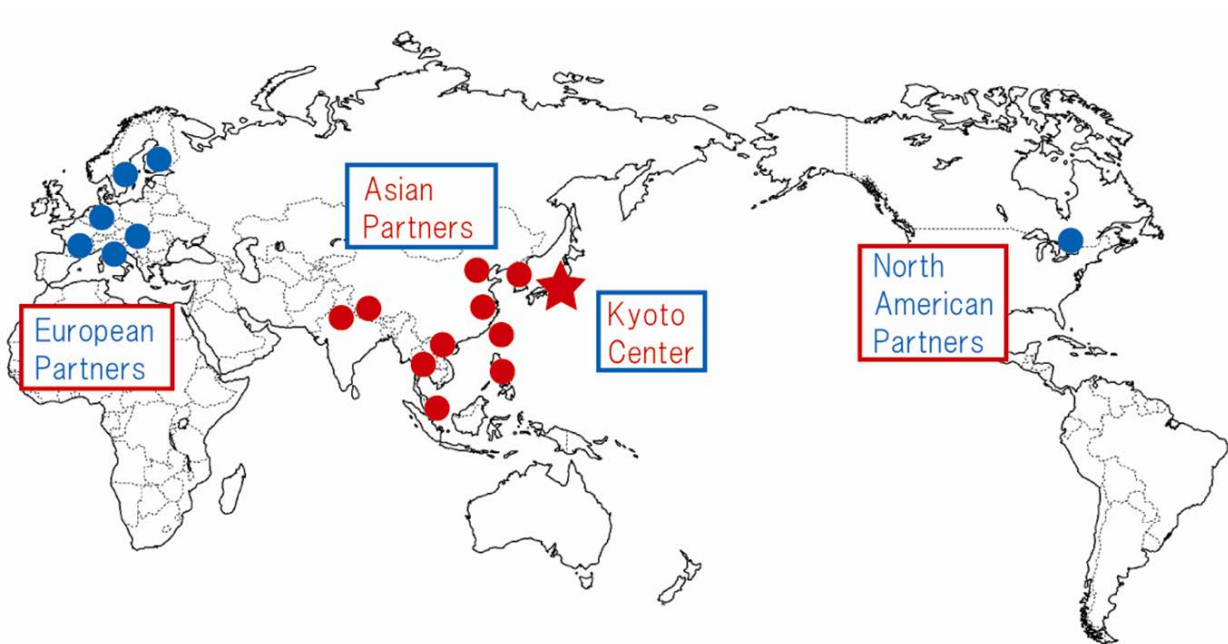 Asian
Partners
European
Partners
Kyoto
Center
North
American
Partners